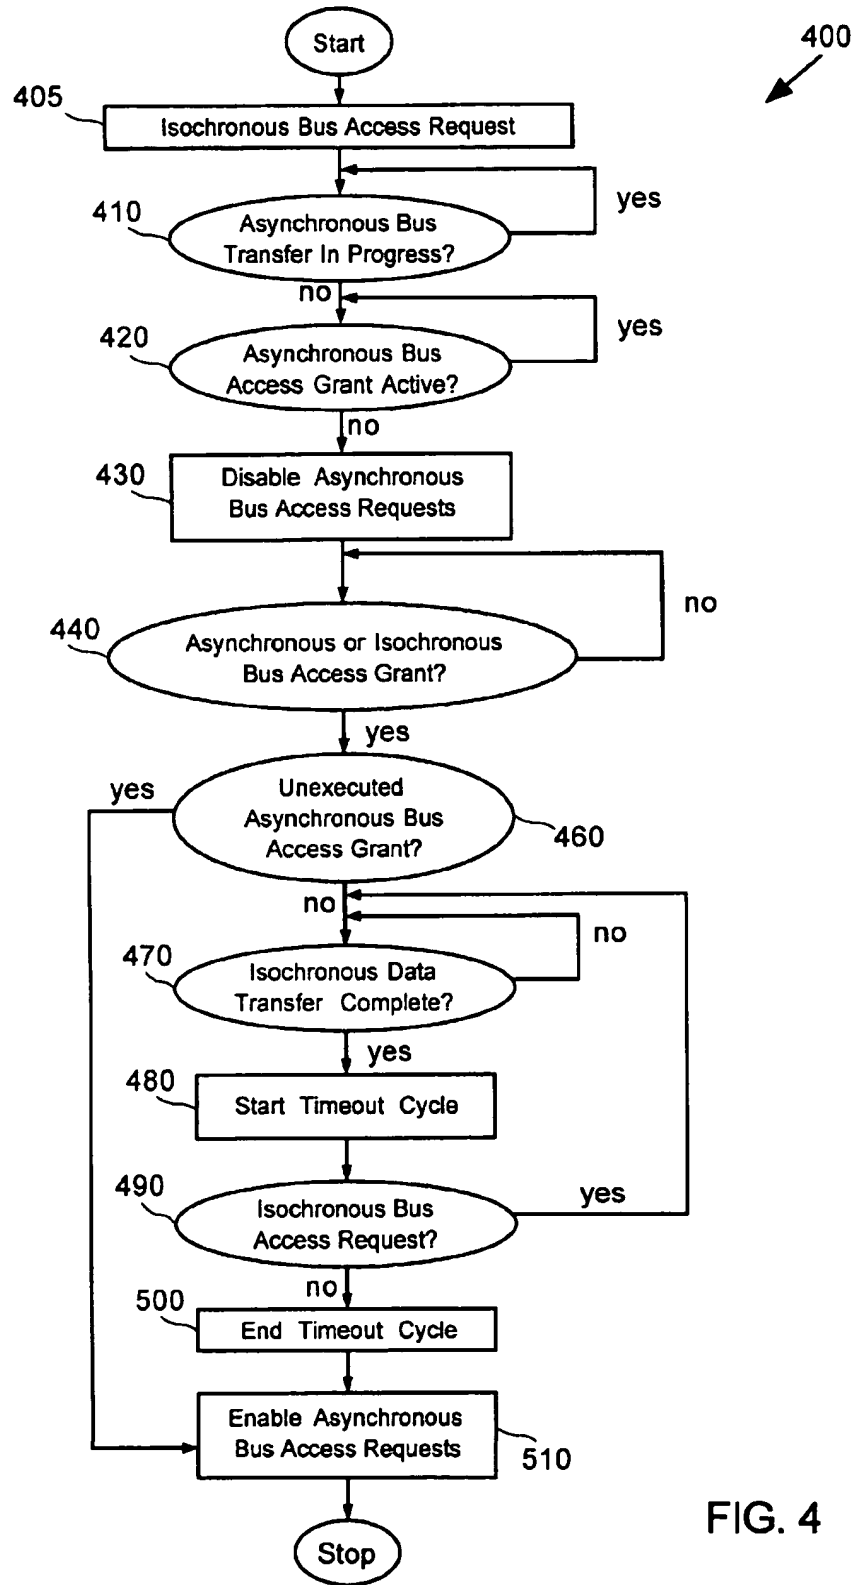 Start
400
405
Isochronous Bus Access Request
yes
410
Asynchronous Bus
Transfer In Progress?
no
yes
420
Asynchronous Bus
Access Grant Active?
no
430
Disable Asynchronous
Bus Access Requests
no
440
Asynchronous or Isochronous
Bus Access Grant?
yes
yes
Unexecuted
Asynchronous Bus
Access Grant?
460
no
no
470
Isochronous Data
Transfer Complete?
yes
480
Start Timeout Cycle
490
Isochronous Bus
Access Request?
yes
no
500
End Timeout Cycle
Enable Asynchronous
Bus Access Requests
510
FIG. 4
Stop